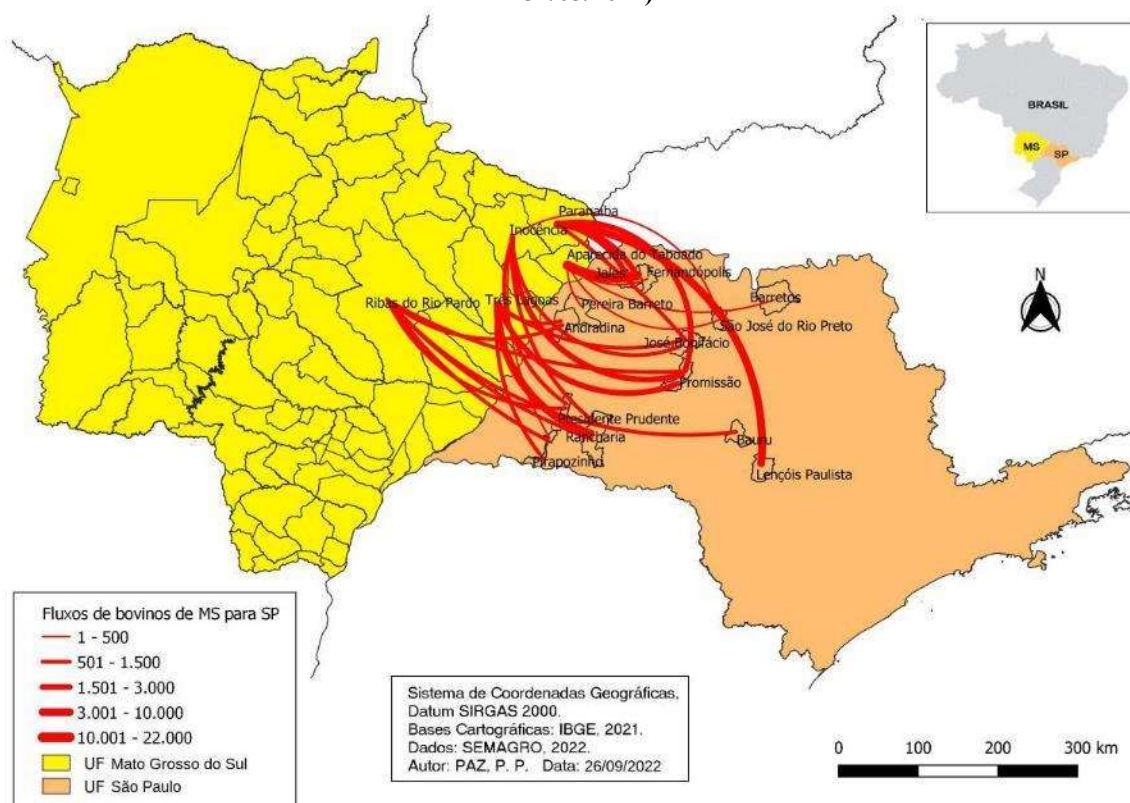 BRASIL
MS
SP
N
Paranaíba
Inocência
Aparecida do Taboado
Jales
Fernandópolis
Ribas do Rio Pardo
Três Lagoas
Pereira Barreto
Barretos
Andradina
São José do Rio Preto
José Bonifácio
Promissão
Presidente Prudente
Rancharia
Bauru
Pirapozinho
Lençóis Paulista
Fluxos de bovinos de MS para SP
1 - 500
501 - 1.500
1.501 - 3.000
3.001 - 10.000
10.001 - 22.000
UF Mato Grosso do Sul
UF São Paulo
Sistema de Coordenadas Geográficas,
Datum SIRGAS 2000.
Bases Cartográficas: IBGE, 2021.
Dados: SEMAGRO, 2022.
Autor: PAZ, P. P. Data: 26/09/2022
0 100 200 300 km